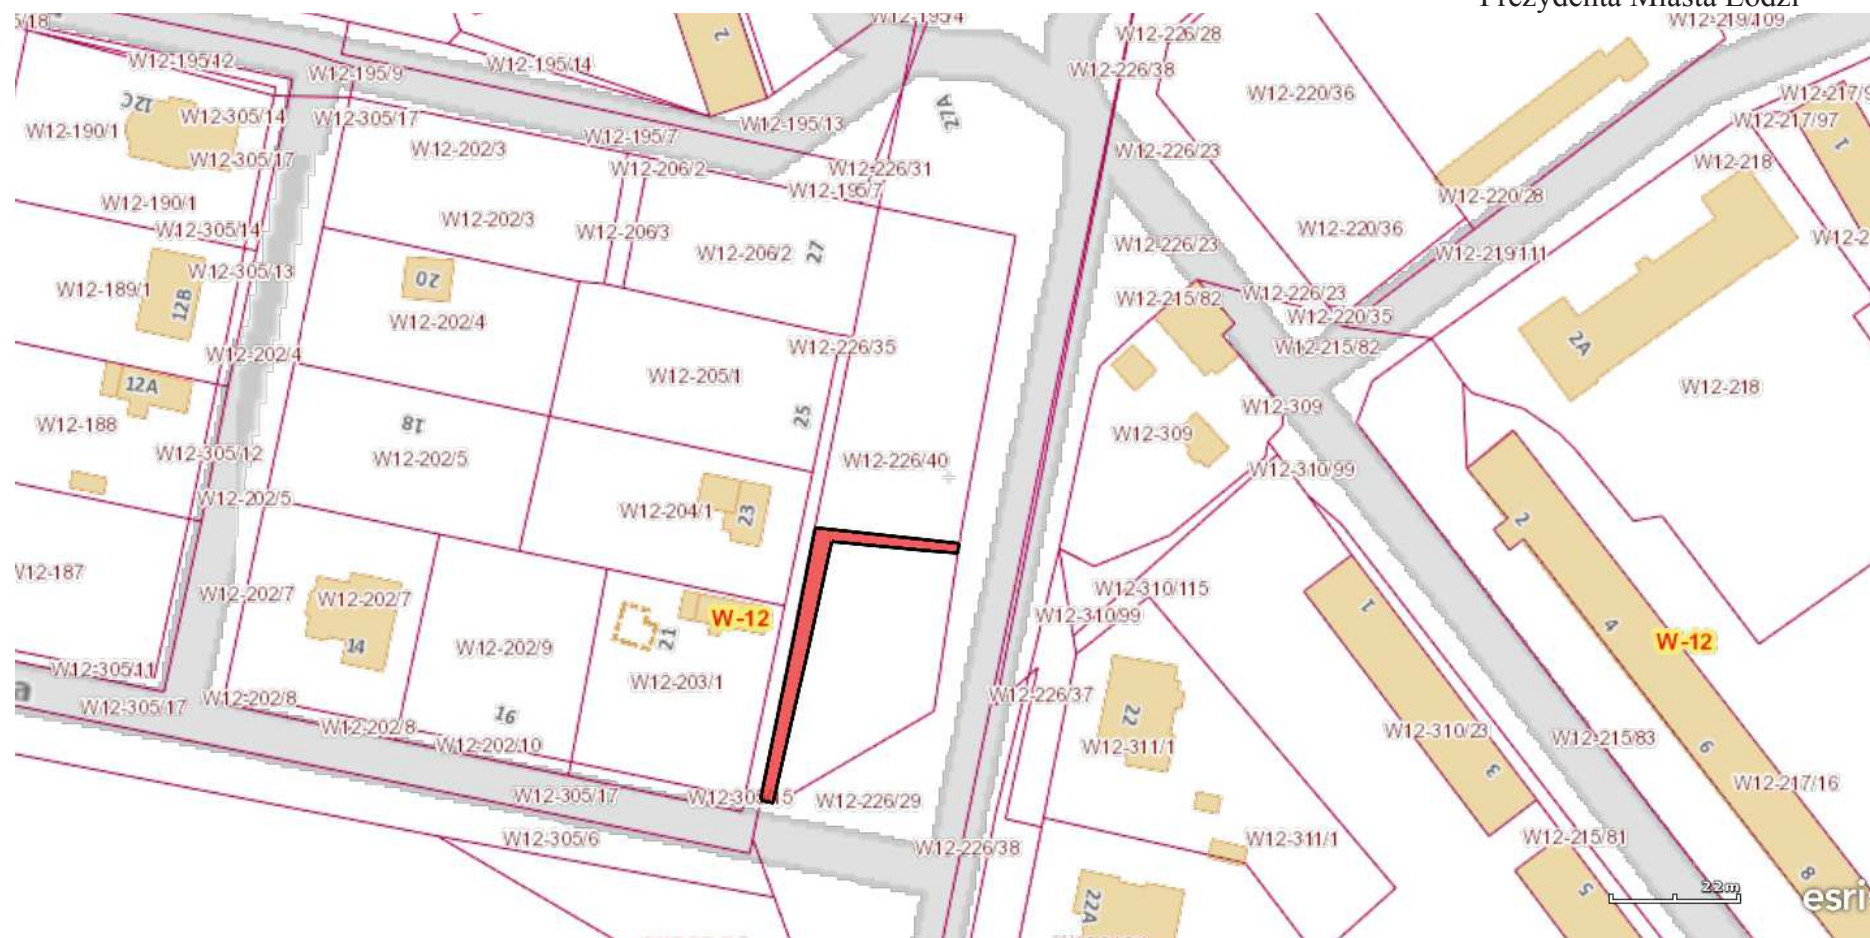 Prezydenta Miasta Łodzi
5/18
W12-195/4
W12-219/109
2
W12-226/28
W12-195/12
W12-195/9
W12-195/14
W12-226/38
12C
W12-305/14
W12-305/17
W12-220/36
W12-217/9
27A
W12-190/1
W12-195/7
W12-195/13
W12-217/97
1
W12-202/3
W12-226/23
W12-305/17
W12-206/2
W12-226/31
W12-218
W12-195/7
W12-220/28
W12-190/1
W12-202/3
W12-305/14
W12-206/3
W12-220/36
W12-2
W12-226/23
27
W12-206/2
W12-219/111
W12-305/13
20
W12-189/1
12B
W12-215/82
W12-226/23
W12-220/35
W12-202/4
W12-226/35
W12-215/82
2A
W12-202/4
W12-205/1
12A
W12-218
W12-309
25
18
W12-188
W12-309
W12-305/12
W12-202/5
W12-226/40
W12-310/99
W12-202/5
W12-204/1
23
2
W12-187
W12-310/115
W12-202/7
W12-202/7
1
W12-310/99
W-12
4
21
14
W12-202/9
W-12
W12-305/11
W12-203/1
a
W12-202/8
W12-226/37
W12-305/17
16
22
W12-202/8
W12-310/23
W12-215/83
W12-202/10
W12-311/1
6
3
W12-217/16
W12-305/17
W12-226/29
W12-305/6
W12-226/38
W12-311/1
W12-215/81
8
5
22m
22A
esri